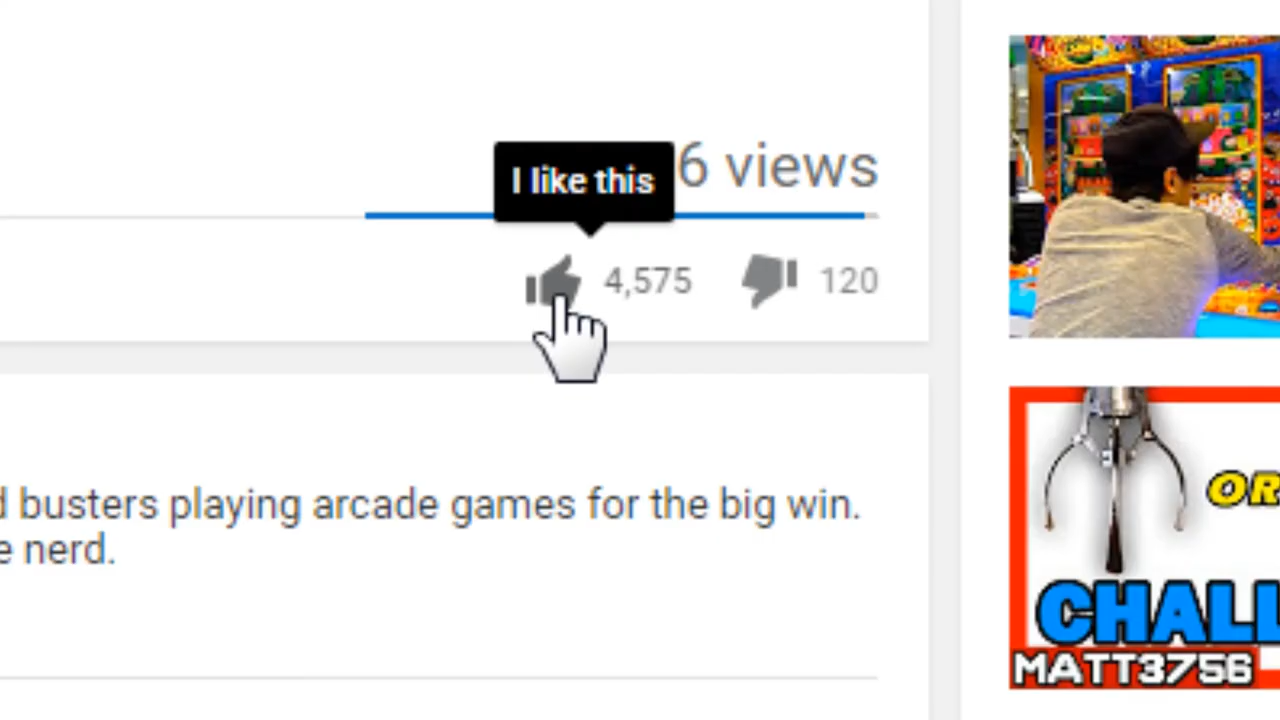 I like this
6 views
4,575
120
d busters playing arcade games for the big win.
e nerd.
OR
CHALL
MATT3756